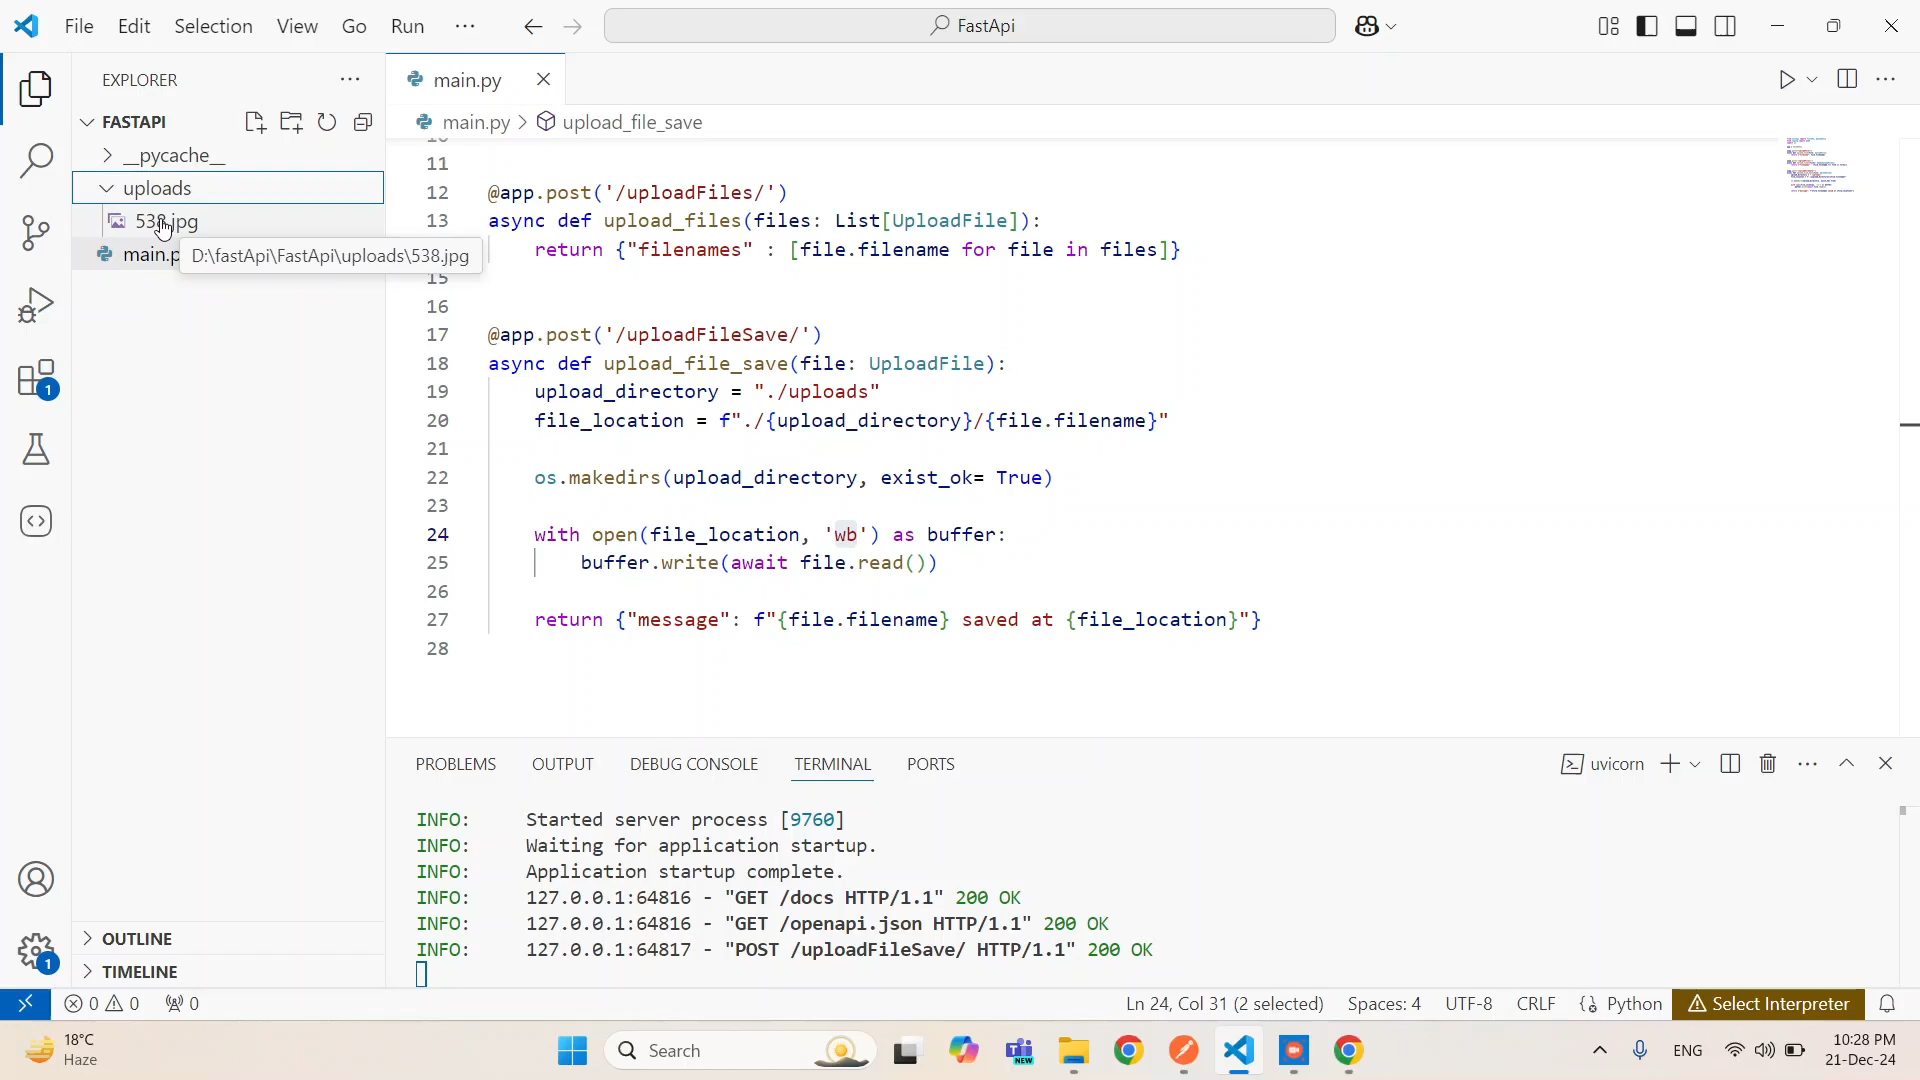 File Edit Selection View Go Run ···
FastApi
EXPLORER
main.py
FASTAPI
main.py > upload_file_save
__pycache__
uploads
538.jpg
main.p
D:\fastApi\FastApi\uploads\538.jpg
11
12 @app.post('/uploadFiles/')
13 async def upload_files(files: List[UploadFile]):
return {"filenames" : [file.filename for file in files]}
15
16
17 @app.post('/uploadFileSave/')
18 async def upload_file_save(file: UploadFile):
19 upload_directory = "./uploads"
20 file_location = f"./{upload_directory}/{file.filename}"
21
22 os.makedirs(upload_directory, exist_ok= True)
23
24 with open(file_location, 'wb') as buffer:
25 buffer.write(await file.read())
26
27 return {"message": f"{file.filename} saved at {file_location}"}
28
PROBLEMS OUTPUT DEBUG CONSOLE TERMINAL PORTS
uvicorn
INFO: Started server process [9760]
INFO: Waiting for application startup.
INFO: Application startup complete.
INFO: 127.0.0.1:64816 - "GET /docs HTTP/1.1" 200 OK
INFO: 127.0.0.1:64816 - "GET /openapi.json HTTP/1.1" 200 OK
INFO: 127.0.0.1:64817 - "POST /uploadFileSave/ HTTP/1.1" 200 OK
1
1
OUTLINE
TIMELINE
0 0 0
Ln 24, Col 31 (2 selected) Spaces: 4 UTF-8 CRLF Python Select Interpreter
18°C
Haze
Search
NEW
ENG
10:28 PM
21-Dec-24